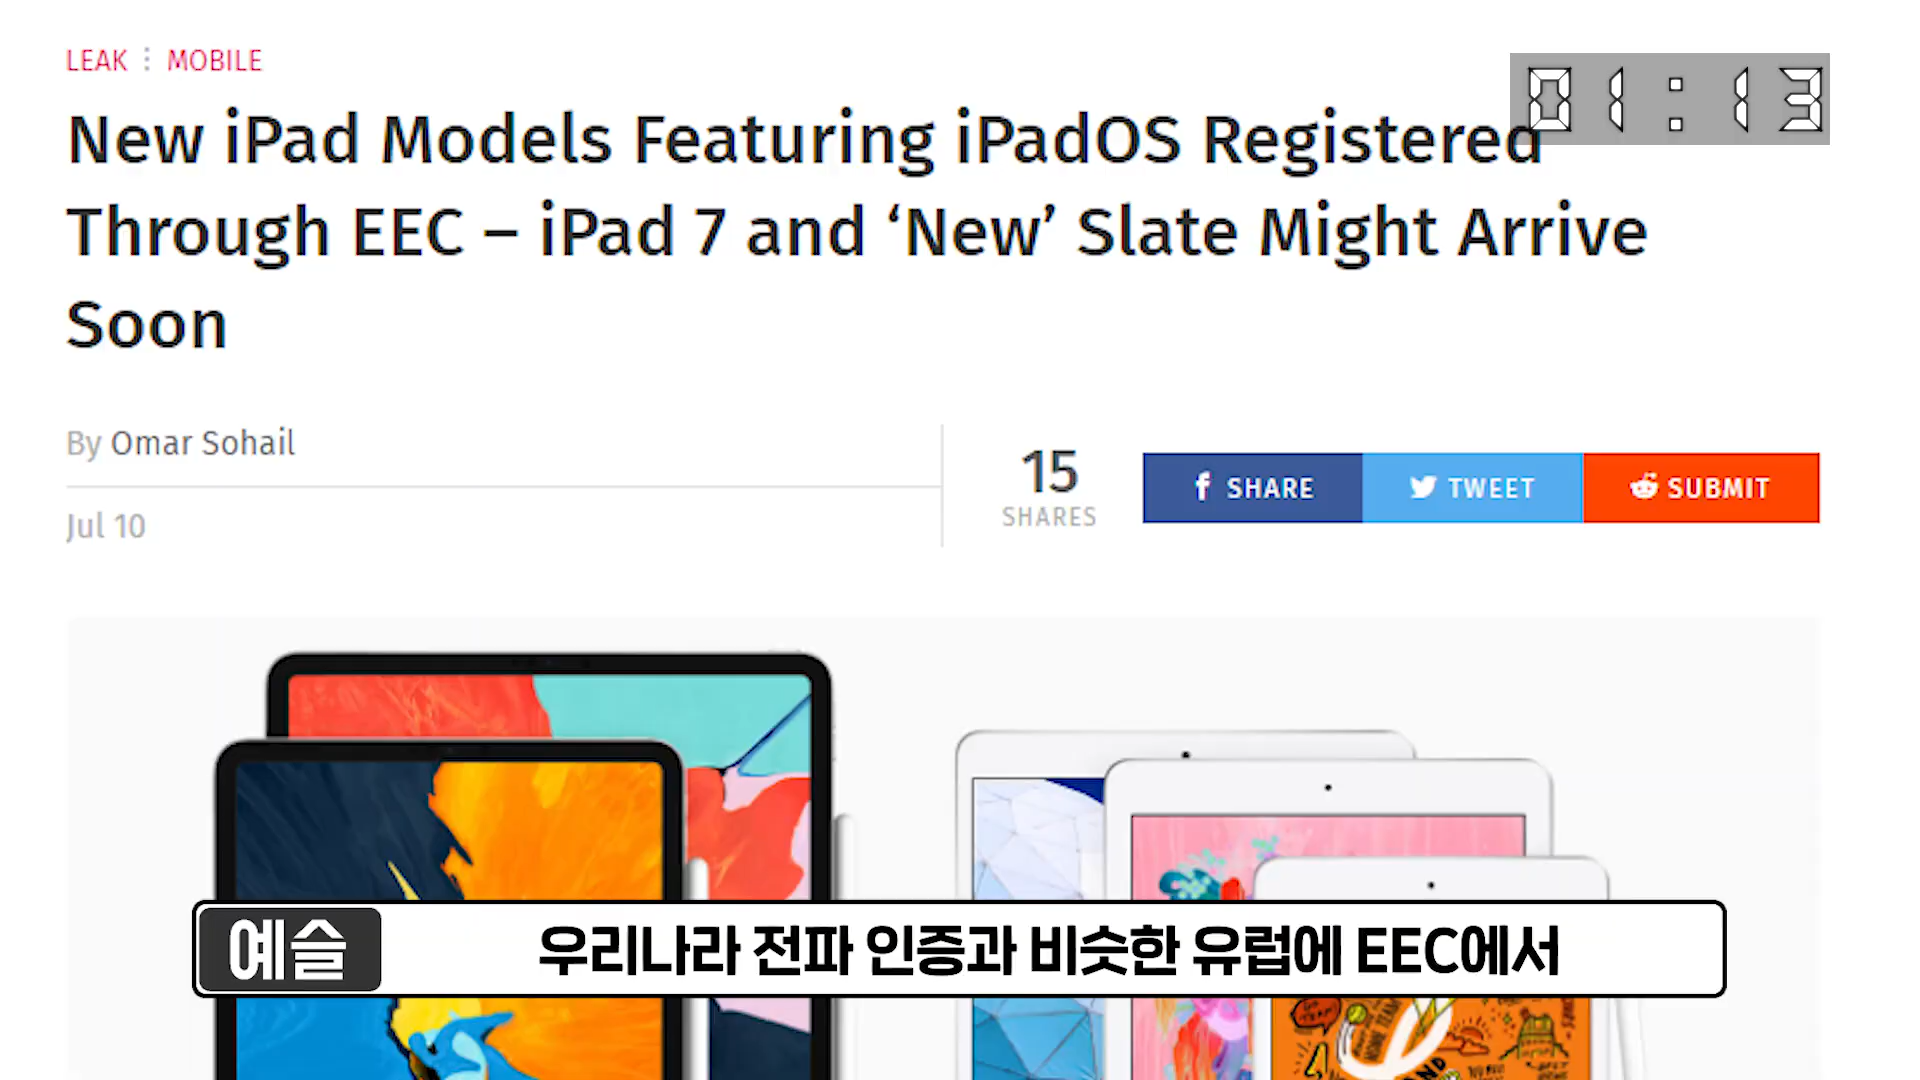 LEAK ⋮ MOBILE
01:13
New iPad Models Featuring iPadOS Registered
Through EEC – iPad 7 and ‘New’ Slate Might Arrive
Soon
By Omar Sohail
Jul 10
15
SHARES
SHARE
TWEET
SUBMIT
예슬
우리나라 전파 인증과 비슷한 유럽에 EEC에서